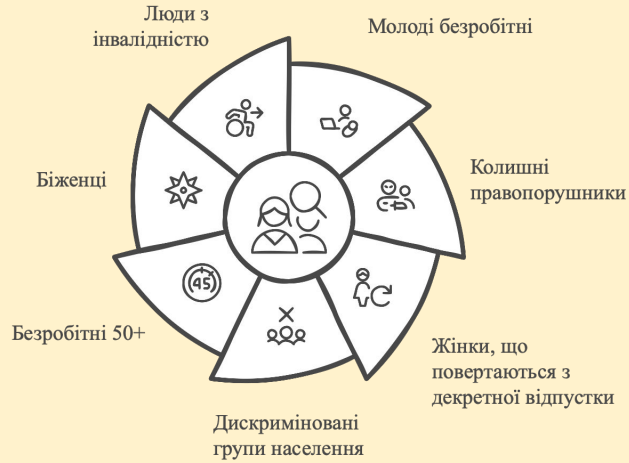 Люди з
інвалідністю
Молоді безробітні
Колишні
правопорушники
Жінки, що
повертаються з
декретної відпустки
Дискриміновані
групи населення
Безробітні 50+
45
Біженці